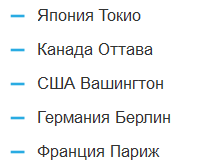 Япония Токио
Канада Оттава
США Вашингтон
Германия Берлин
Франция Париж